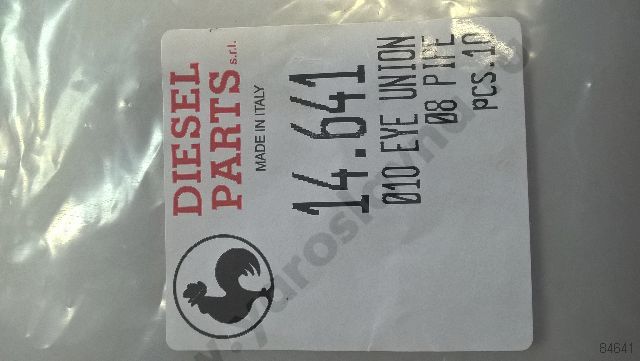 DIESEL
PARTS s.r.l.
MADE IN ITALY
14.641
Ø10 EYE UNION
Ø8 PIPE
PCS.10
84641